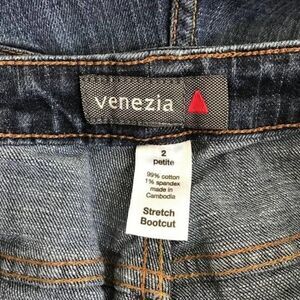 venezia
2
petite
99% cotton
1% spandex
made in
Cambodia
Stretch
Bootcut